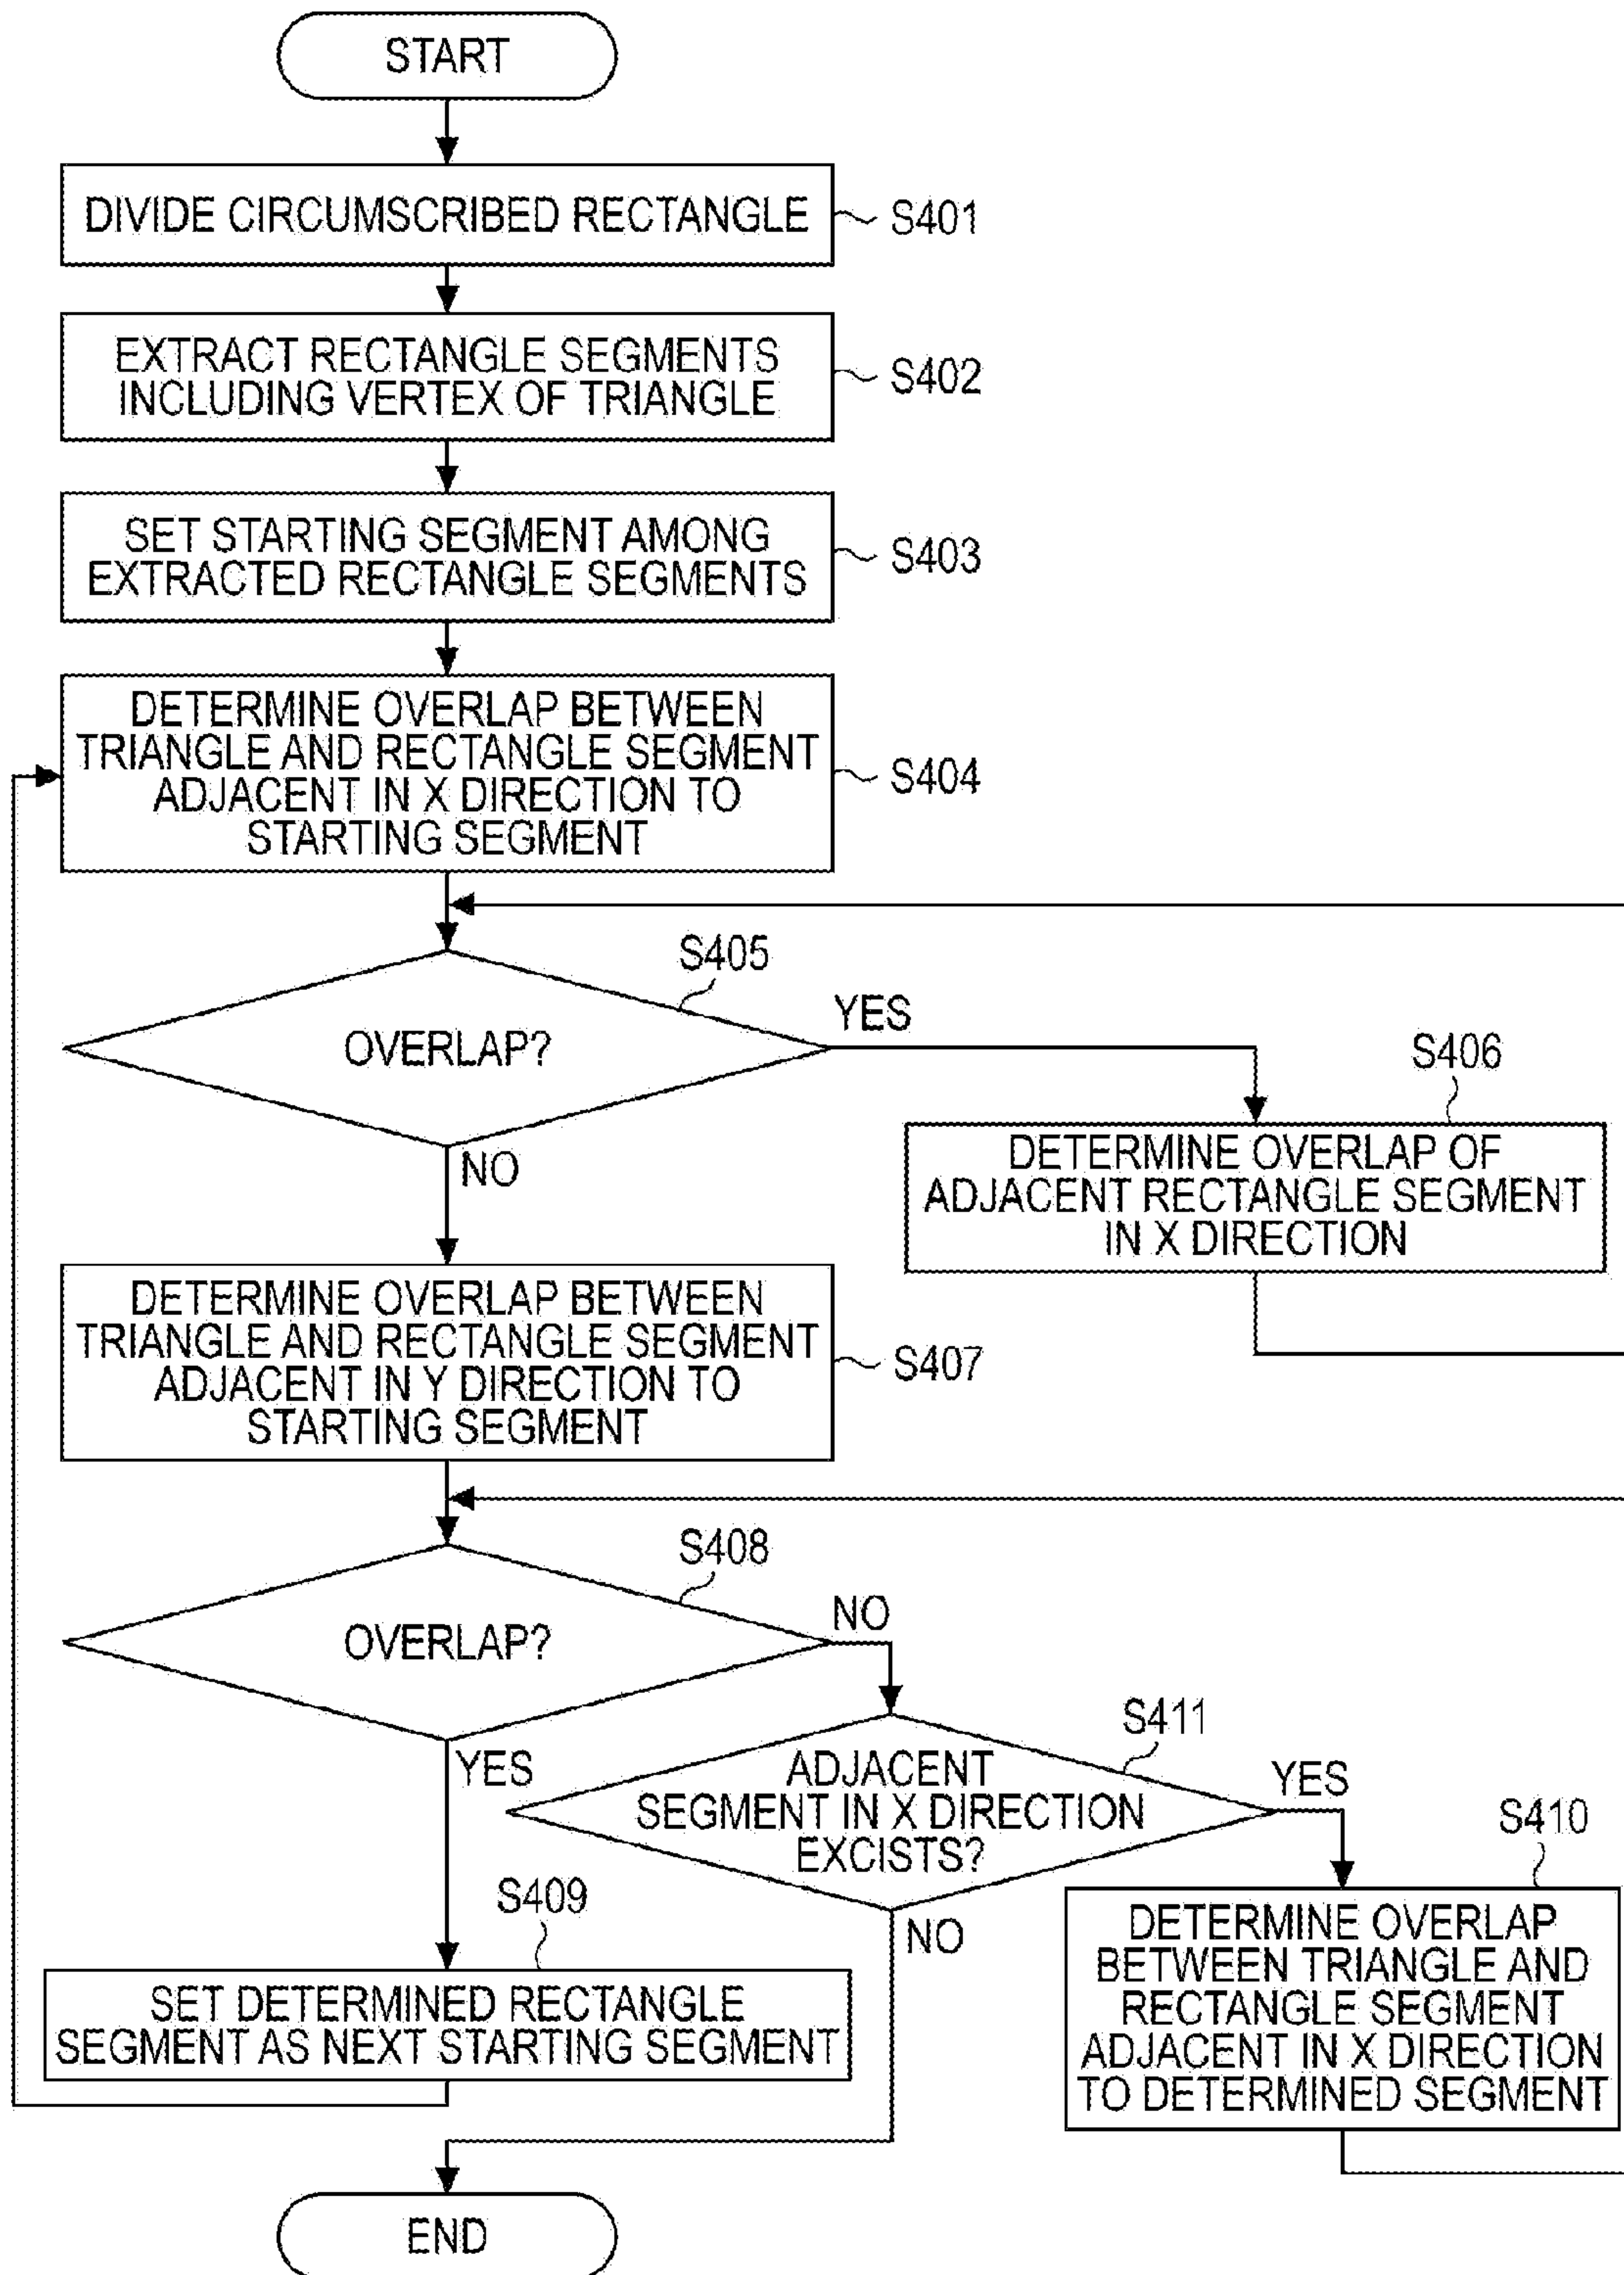 START
DIVIDE CIRCUMSCRIBED RECTANGLE
S401
EXTRACT RECTANGLE SEGMENTS
INCLUDING VERTEX OF TRIANGLE
S402
SET STARTING SEGMENT AMONG
EXTRACTED RECTANGLE SEGMENTS
S403
DETERMINE OVERLAP BETWEEN
TRIANGLE AND RECTANGLE SEGMENT
ADJACENT IN X DIRECTION TO
STARTING SEGMENT
S404
S405
OVERLAP?
YES
NO
S406
DETERMINE OVERLAP OF
ADJACENT RECTANGLE SEGMENT
IN X DIRECTION
DETERMINE OVERLAP BETWEEN
TRIANGLE AND RECTANGLE SEGMENT
ADJACENT IN Y DIRECTION TO
STARTING SEGMENT
S407
S408
OVERLAP?
NO
YES
S411
ADJACENT
SEGMENT IN X DIRECTION
EXCISTS?
YES
NO
S409
SET DETERMINED RECTANGLE
SEGMENT AS NEXT STARTING SEGMENT
S410
DETERMINE OVERLAP
BETWEEN TRIANGLE AND
RECTANGLE SEGMENT
ADJACENT IN X DIRECTION
TO DETERMINED SEGMENT
END